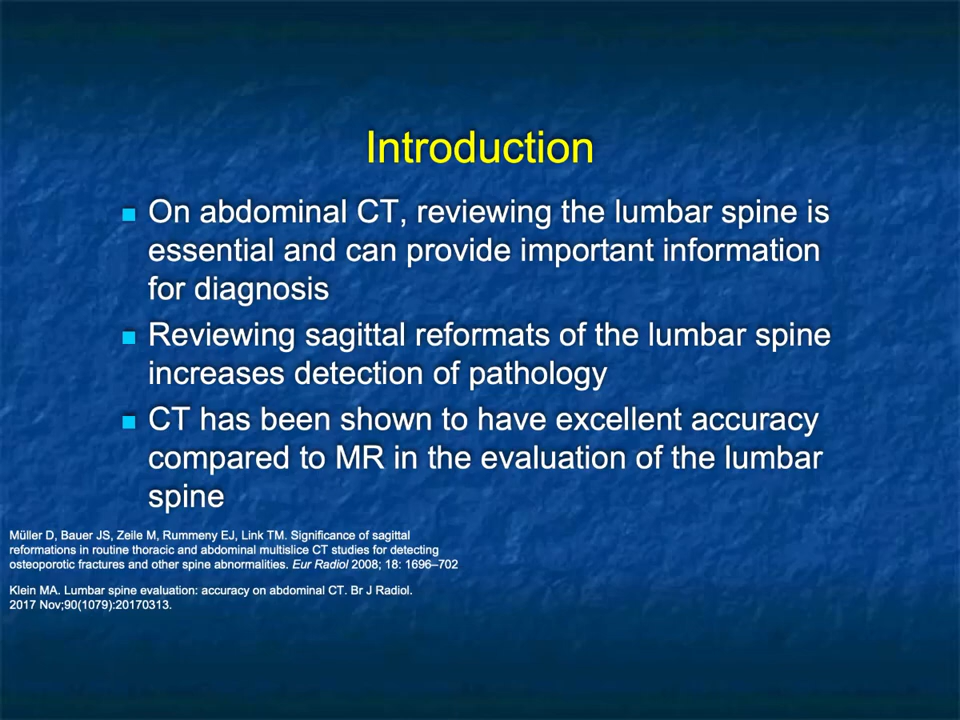 Introduction
On abdominal CT, reviewing the lumbar spine is
essential and can provide important information
for diagnosis
Reviewing sagittal reformats of the lumbar spine
increases detection of pathology
CT has been shown to have excellent accuracy
compared to MR in the evaluation of the lumbar
spine
Müller D, Bauer JS, Zeile M, Rummeny EJ, Link TM. Significance of sagittal
reformations in routine thoracic and abdominal multislice CT studies for detecting
osteoporotic fractures and other spine abnormalities. Eur Radiol 2008; 18: 1696–702
Klein MA. Lumbar spine evaluation: accuracy on abdominal CT. Br J Radiol.
2017 Nov;90(1079):20170313.